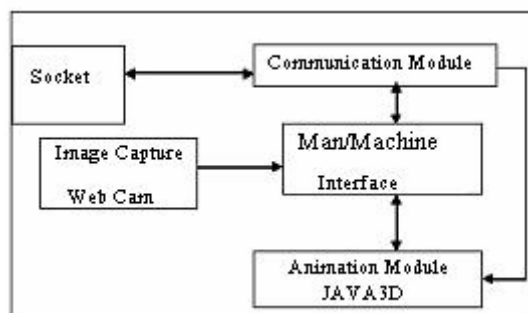 Socket
Communication Module
Image Capture
Web Cam
Man/Machine
Interface
Animation Module
JAVA3D